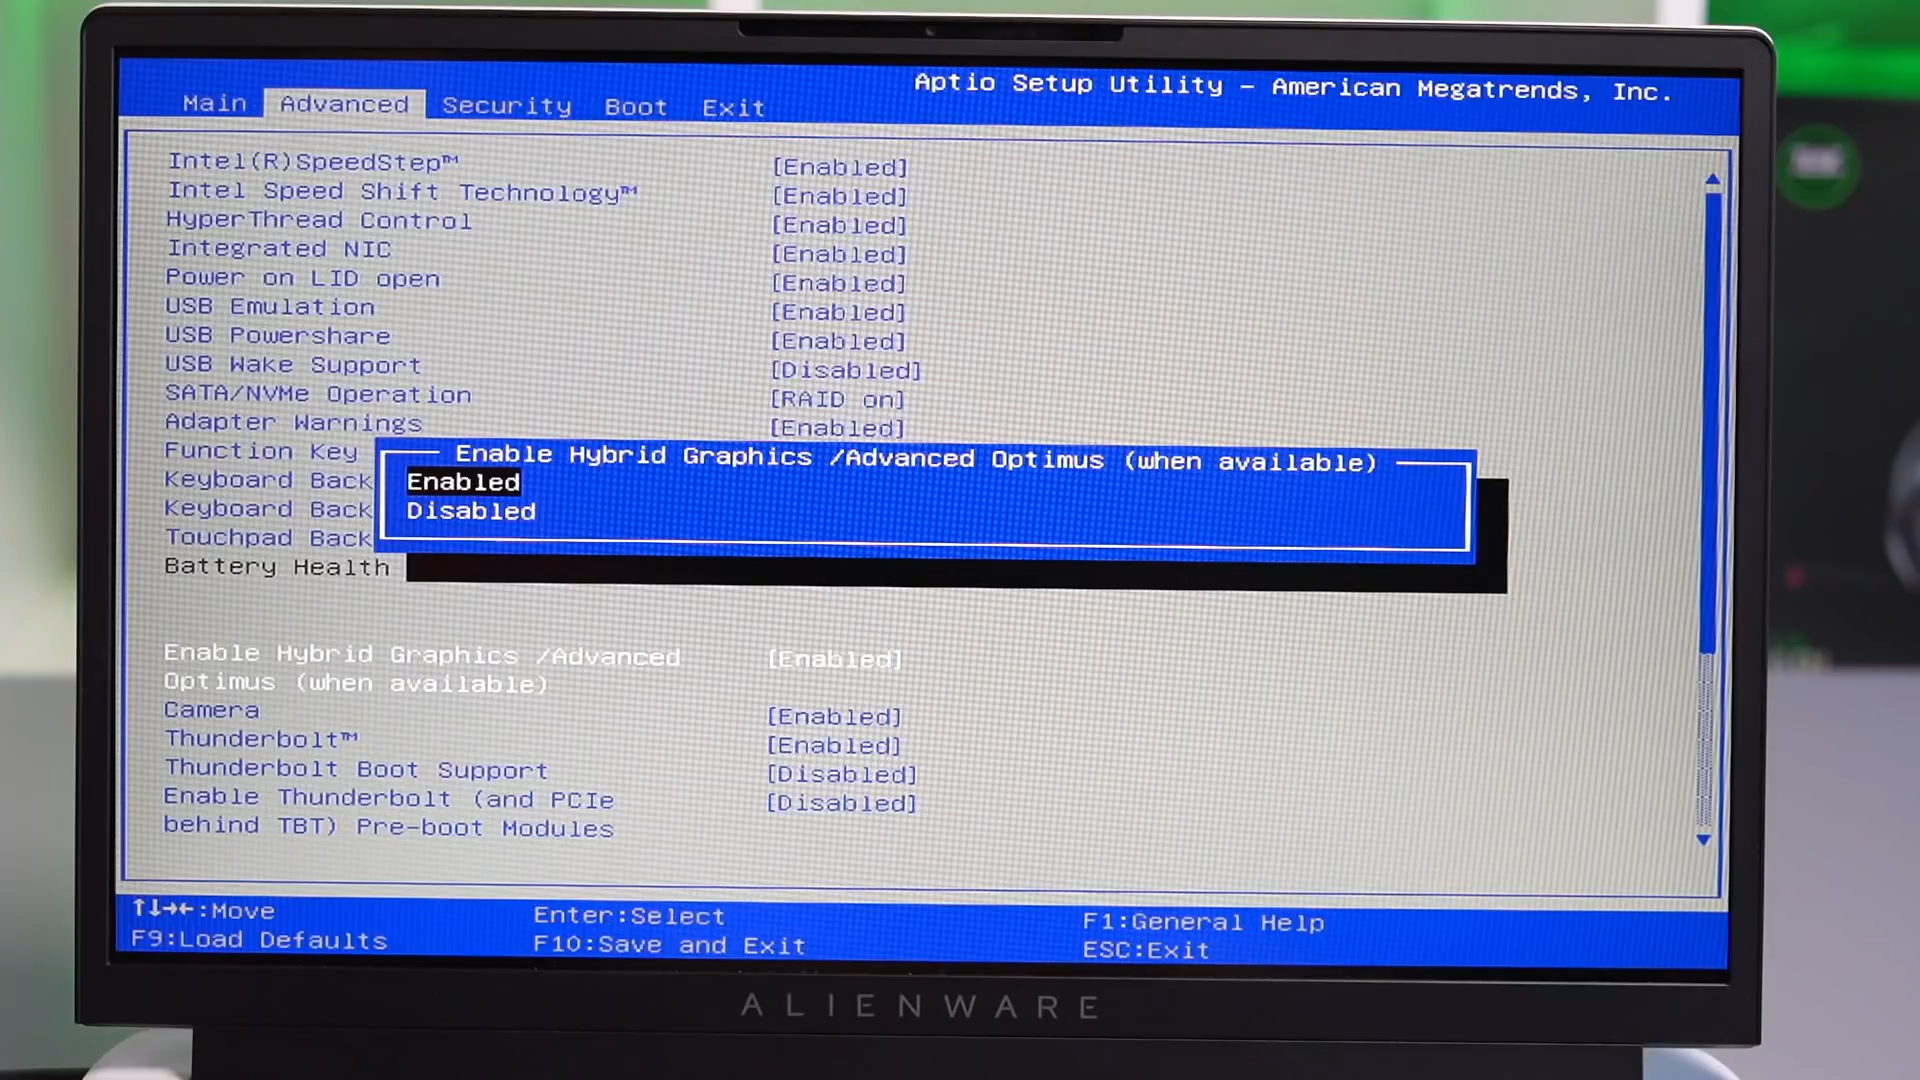 Aptio Setup Utility – American Megatrends, Inc.
Main Advanced Security Boot Exit
Intel(R)SpeedStep™ [Enabled]
Intel Speed Shift Technology™ [Enabled]
HyperThread Control [Enabled]
Integrated NIC [Enabled]
Power on LID open [Enabled]
USB Emulation [Enabled]
USB Powershare [Enabled]
USB Wake Support [Disabled]
SATA/NVMe Operation [RAID on]
Adapter Warnings [Enabled]
Function Key
Keyboard Back
Keyboard Back
Touchpad Back
Battery Health
Enable Hybrid Graphics /Advanced Optimus (when available)
Enabled
Disabled
Enable Hybrid Graphics /Advanced [Enabled]
Optimus (when available)
Camera [Enabled]
Thunderbolt™ [Enabled]
Thunderbolt Boot Support [Disabled]
Enable Thunderbolt (and PCIe [Disabled]
behind TBT) Pre-boot Modules
↑↓→←:Move Enter:Select F1:General Help
F9:Load Defaults F10:Save and Exit ESC:Exit
ALIENWARE